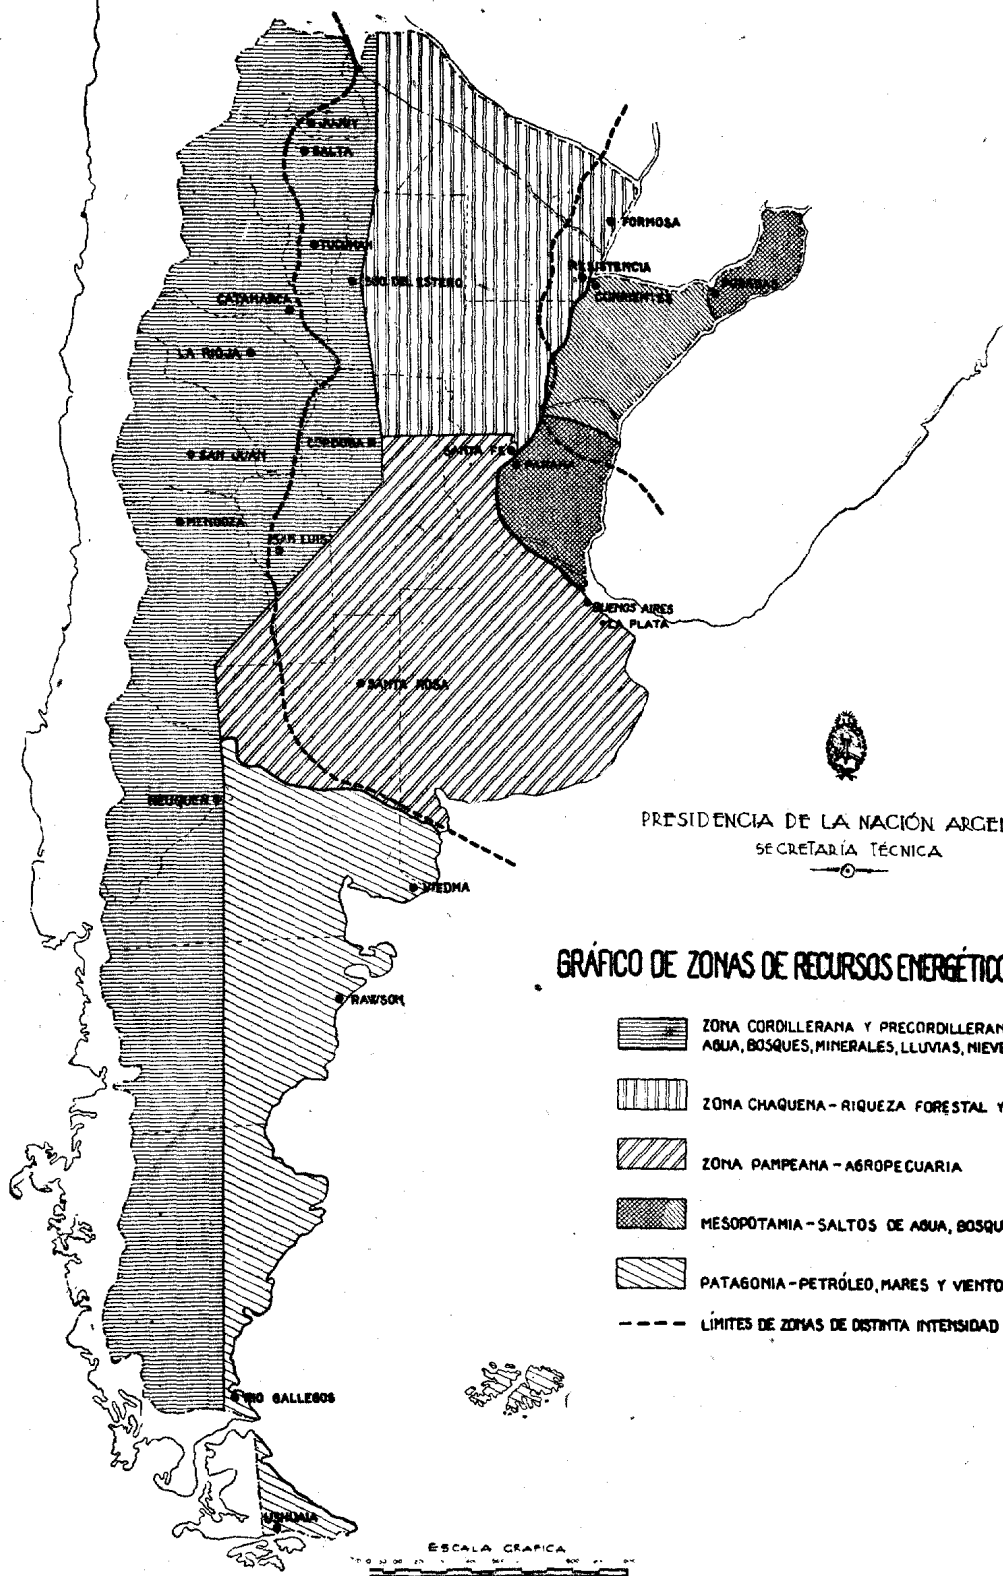 JUJUY
SALTA
FORMOSA
TUCUMAN
RESISTENCIA
SGO DEL ESTERO
POSADAS
CORRIENTES
CATAMARCA
LA RIOJA
CORDOBA
SANTA FE
SAN JUAN
PARANA
MENDOZA
SAN LUIS
BUENOS AIRES
LA PLATA
SANTA ROSA
NEUQUEN
PRESIDENCIA DE LA NACIÓN ARGE
SECRETARÍA TÉCNICA
VIEDMA
GRÁFICO DE ZONAS DE RECURSOS ENERGÉTICO
RAWSON
ZONA CORDILLERANA Y PRECORDILLERAN
AGUA, BOSQUES, MINERALES, LLUVIAS, NIEVE
ZONA CHAQUEÑA - RIQUEZA FORESTAL Y
ZONA PAMPEANA - AGROPECUARIA
MESOPOTAMIA - SALTOS DE AGUA, BOSQU
PATAGONIA - PETRÓLEO, MARES Y VIENTO
LÍMITES DE ZONAS DE DISTINTA INTENSIDAD
RIO GALLEGOS
USHUAIA
ESCALA GRAFICA